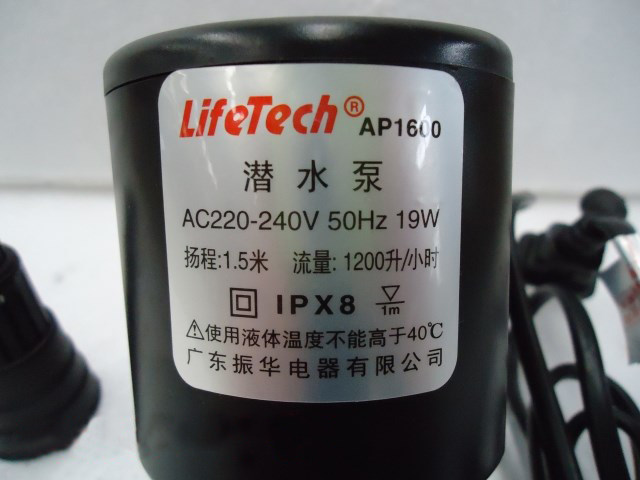 LifeTech® AP1600
潜水泵
AC220-240V 50Hz 19W
扬程:1.5米 流量:1200升/小时
IPX8 1m
⚠使用液体温度不能高于40℃
广东振华电器有限公司